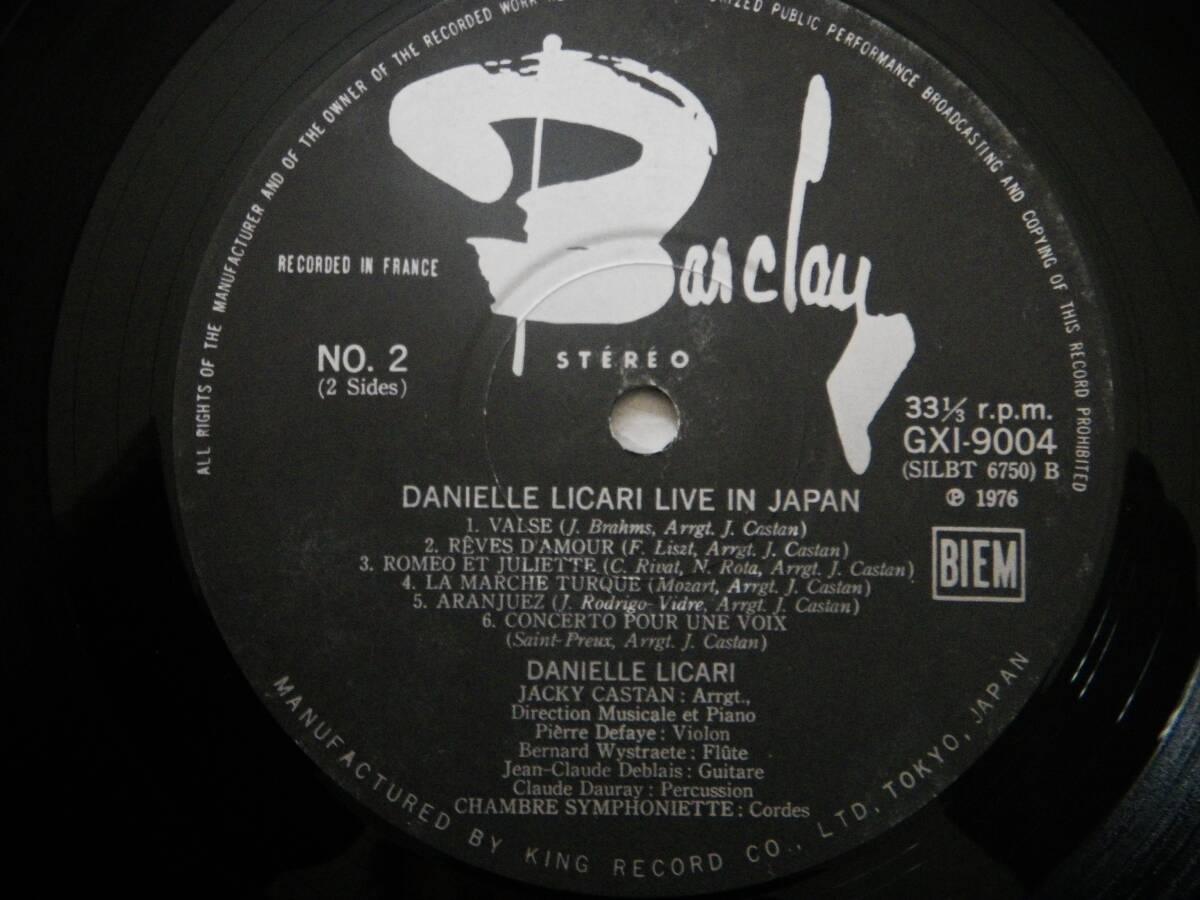 ALL RIGHTS OF THE MANUFACTURER AND OF THE OWNER OF THE RECORDED WORK
PUBLIC PERFORMANCE BROADCASTING AND COPYING OF THIS RECORD PROHIBITED
Barclay
RECORDED IN FRANCE
STÉRÉO
NO. 2
(2 Sides)
33⅓ r.p.m.
GXI-9004
(SILBT 6750) B
℗ 1976
BIEM
DANIELLE LICARI LIVE IN JAPAN
1. VALSE (J. Brahms, Arrgt. J. Castan)
2. RÊVES D'AMOUR (F. Liszt, Arrgt. J. Castan)
3. ROMEO ET JULIETTE (C. Rivat, N. Rota, Arrgt. J. Castan)
4. LA MARCHE TURQUE (Mozart, Arrgt. J. Castan)
5. ARANJUEZ (J. Rodrigo-Vidre, Arrgt. J. Castan)
6. CONCERTO POUR UNE VOIX
(Saint-Preux, Arrgt. J. Castan)
DANIELLE LICARI
JACKY CASTAN : Arrgt.,
Direction Musicale et Piano
Pièrre Defaye : Violon
Bernard Wystraete : Flûte
Jean-Claude Deblais : Guitare
Claude Dauray : Percussion
CHAMBRE SYMPHONIETTE : Cordes
MANUFACTURED BY KING RECORD CO., LTD. TOKYO, JAPAN